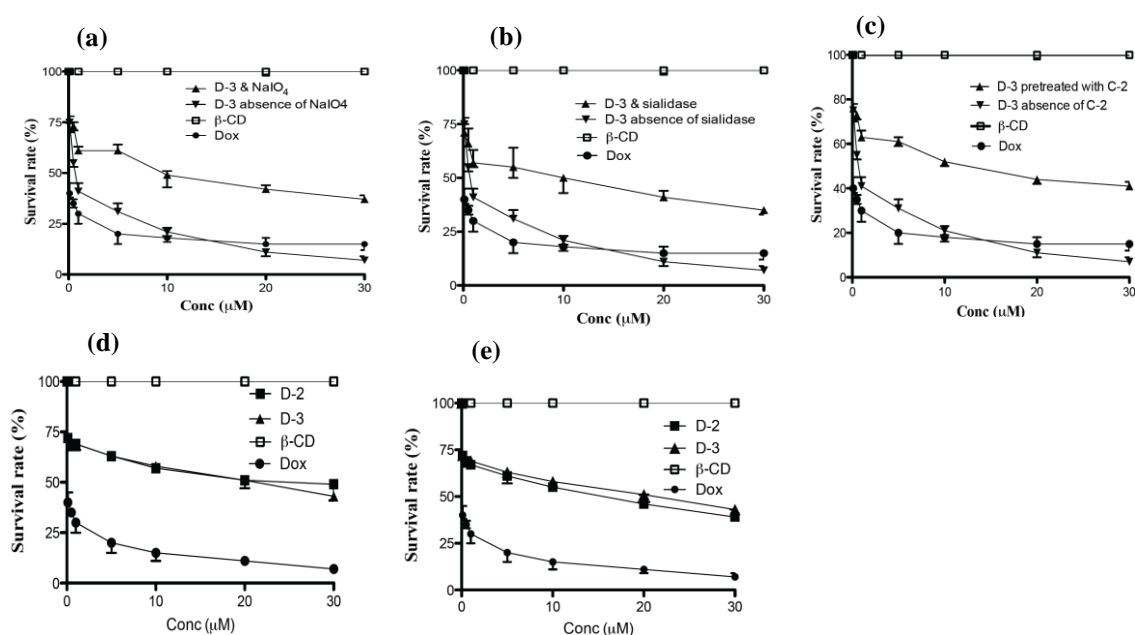 (a)
Survival rate (%)
100
75
50
25
0
D-3 & NaIO₄
D-3 absence of NaIO4
β-CD
Dox
0
10
20
30
Conc (μM)
(b)
Survival rate (%)
100
75
50
25
0
D-3 & sialidase
D-3 absence of sialidase
β-CD
Dox
0
10
20
30
Conc (μM)
(c)
Survival rate (%)
100
80
60
40
20
0
D-3 pretreated with C-2
D-3 absence of C-2
β-CD
Dox
0
10
20
30
Conc (μM)
(d)
Survival rate (%)
100
75
50
25
0
D-2
D-3
β-CD
Dox
0
10
20
30
Conc (μM)
(e)
Survival rate (%)
100
75
50
25
0
D-2
D-3
β-CD
Dox
0
10
20
30
Conc (μM)